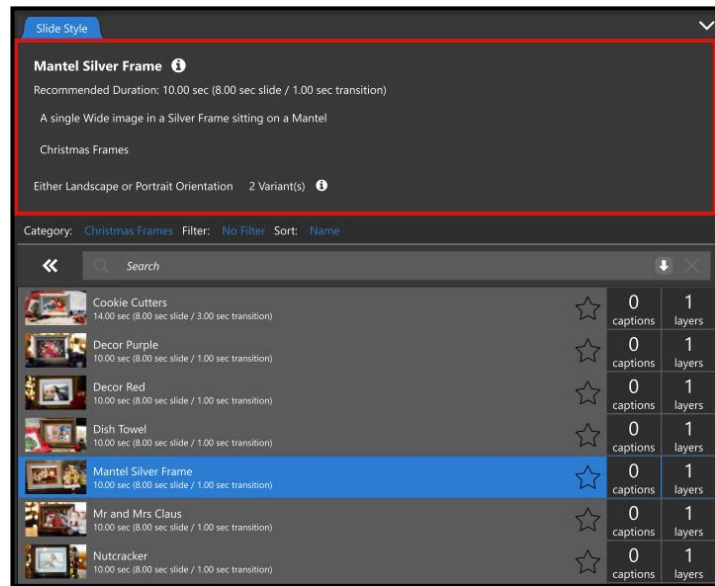 Slide Style
Mantel Silver Frame
Recommended Duration: 10.00 sec (8.00 sec slide / 1.00 sec transition)
A single Wide image in a Silver Frame sitting on a Mantel
Christmas Frames
Either Landscape or Portrait Orientation 2 Variant(s)
Category: Christmas Frames Filter: No Filter Sort: Name
Search
Cookie Cutters 0 1
14.00 sec (8.00 sec slide / 3.00 sec transition) captions layers
Decor Purple 0 1
10.00 sec (8.00 sec slide / 1.00 sec transition) captions layers
Decor Red 0 1
10.00 sec (8.00 sec slide / 1.00 sec transition) captions layers
Dish Towel 0 1
10.00 sec (8.00 sec slide / 1.00 sec transition) captions layers
Mantel Silver Frame 0 1
10.00 sec (8.00 sec slide / 1.00 sec transition) captions layers
Mr and Mrs Claus 0 1
10.00 sec (8.00 sec slide / 1.00 sec transition) captions layers
Nutcracker 0 1
10.00 sec (8.00 sec slide / 1.00 sec transition) captions layers